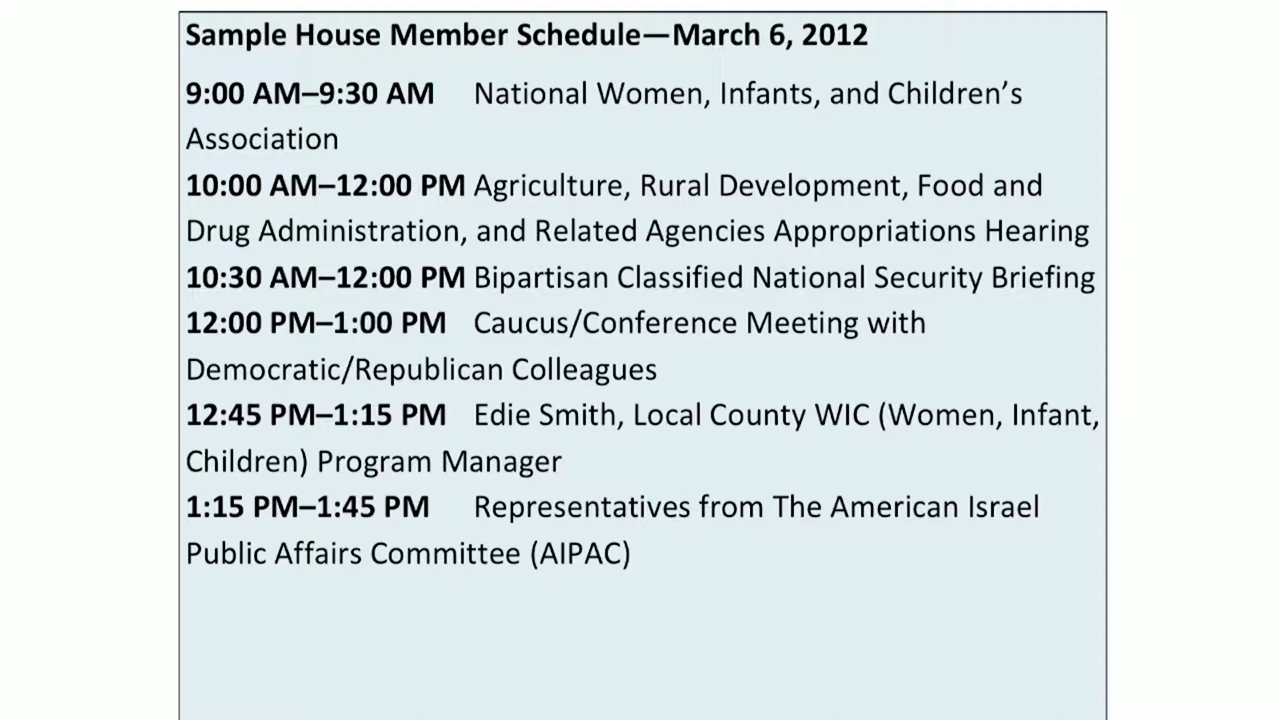 Sample House Member Schedule—March 6, 2012
9:00 AM–9:30 AM National Women, Infants, and Children’s
Association
10:00 AM–12:00 PM Agriculture, Rural Development, Food and
Drug Administration, and Related Agencies Appropriations Hearing
10:30 AM–12:00 PM Bipartisan Classified National Security Briefing
12:00 PM–1:00 PM Caucus/Conference Meeting with
Democratic/Republican Colleagues
12:45 PM–1:15 PM Edie Smith, Local County WIC (Women, Infant,
Children) Program Manager
1:15 PM–1:45 PM Representatives from The American Israel
Public Affairs Committee (AIPAC)